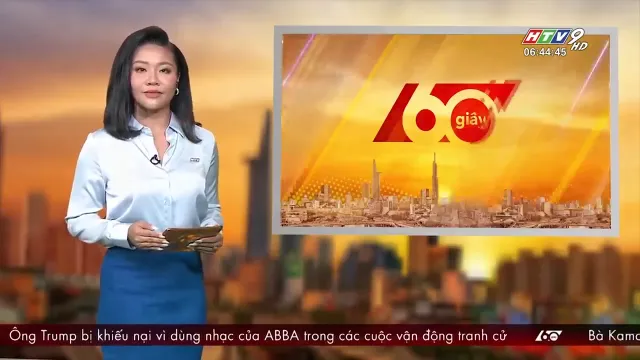 HTV9
HD
06:44:45
60
giây
Ông Trump bị khiếu nại vì dùng nhạc của ABBA trong các cuộc vận động tranh cử
60
Bà Kama